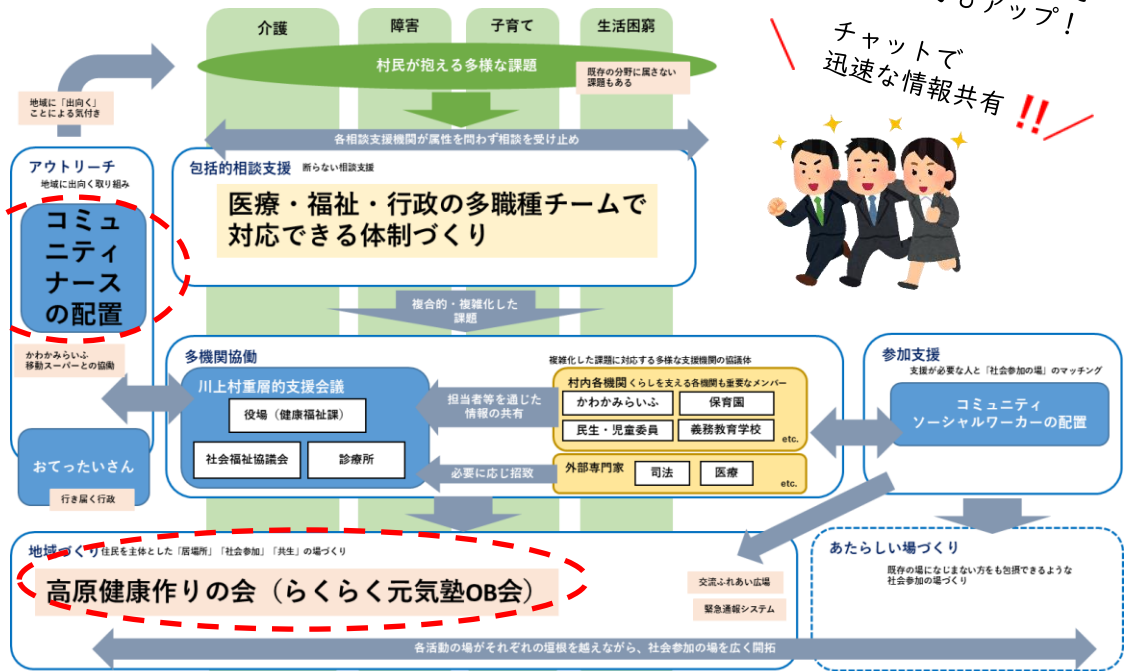 介護
障害
子育て
生活困窮
アップ！
チャットで
迅速な情報共有
!!
村民が抱える多様な課題
既存の分野に属さない
課題もある
地域に「出向く」
ことによる気付き
各相談支援機関が属性を問わず相談を受け止め
アウトリーチ
地域に出向く取り組み
コミュ
ニティ
ナース
の配置
包括的相談支援 断らない相談支援
医療・福祉・行政の多職種チームで
対応できる体制づくり
複合的・複雑化した
課題
かわかみらいふ
移動スーパーとの協働
おてったいさん
行き届く行政
多機関協働
複雑化した課題に対応する多様な支援機関の協議体
川上村重層的支援会議
役場（健康福祉課）
社会福祉協議会
診療所
担当者等を通じた
情報の共有
必要に応じ招致
村内各機関 くらしを支える各機関も重要なメンバー
かわかみらいふ
保育園
民生・児童委員
義務教育学校
etc.
外部専門家
司法
医療
etc.
参加支援
支援が必要な人と「社会参加の場」のマッチング
コミュニティ
ソーシャルワーカーの配置
地域づくり 住民を主体とした「居場所」「社会参加」「共生」の場づくり
高原健康作りの会（らくらく元気塾OB会）
交流ふれあい広場
緊急通報システム
あたらしい場づくり
既存の場になじまない方をも包摂できるような
社会参加の場づくり
各活動の場がそれぞれの垣根を越えながら、社会参加の場を広く開拓